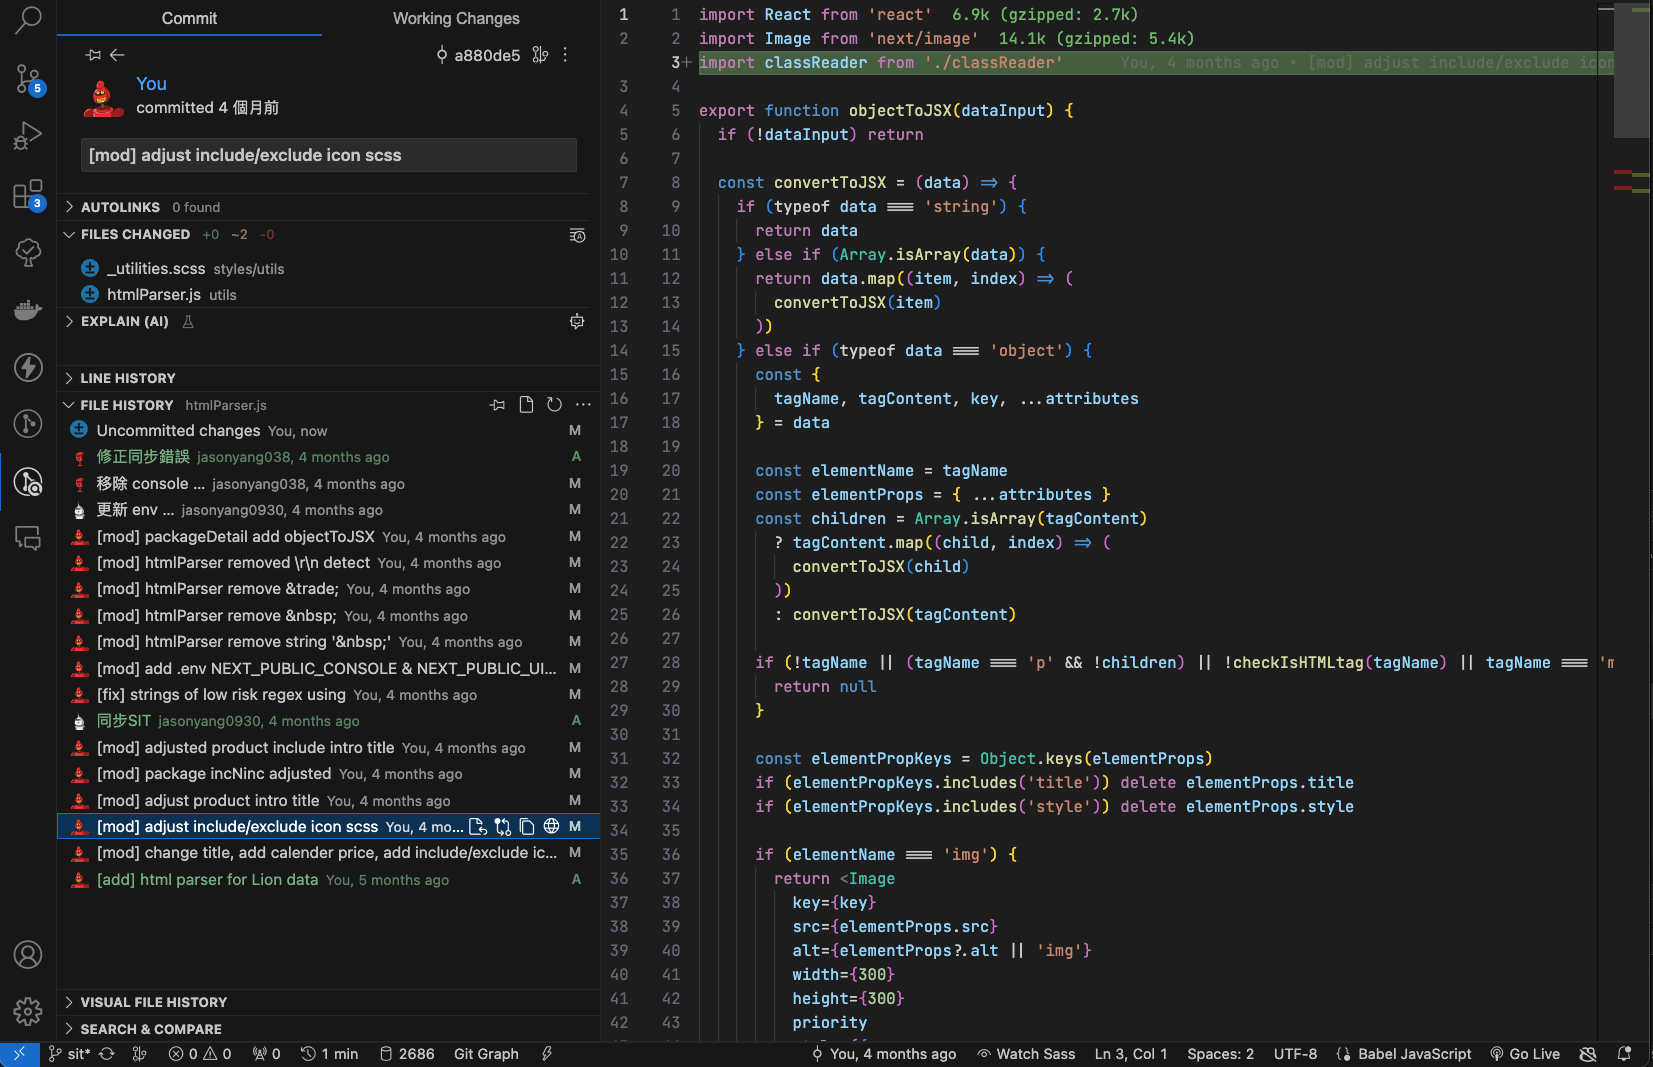 Commit
Working Changes
a880de5
You
committed 4 個月前
[mod] adjust include/exclude icon scss
AUTOLINKS 0 found
FILES CHANGED +0 ~2 -0
_utilities.scss styles/utils
htmlParser.js utils
EXPLAIN (AI)
LINE HISTORY
FILE HISTORY htmlParser.js
Uncommitted changes You, now M
修正同步錯誤 jasonyang038, 4 months ago A
移除 console ... jasonyang038, 4 months ago M
更新 env ... jasonyang0930, 4 months ago M
[mod] packageDetail add objectToJSX You, 4 months ago M
[mod] htmlParser removed \r\n detect You, 4 months ago M
[mod] htmlParser remove &trade; You, 4 months ago M
[mod] htmlParser remove &nbsp; You, 4 months ago M
[mod] htmlParser remove string '&nbsp;' You, 4 months ago M
[mod] add .env NEXT_PUBLIC_CONSOLE & NEXT_PUBLIC_UI... M
[fix] strings of low risk regex using You, 4 months ago M
同步SIT jasonyang0930, 4 months ago A
[mod] adjusted product include intro title You, 4 months ago M
[mod] package incNinc adjusted You, 4 months ago M
[mod] adjust product intro title You, 4 months ago M
[mod] adjust include/exclude icon scss You, 4 mo... M
[mod] change title, add calender price, add include/exclude ic... M
[add] html parser for Lion data You, 5 months ago A
VISUAL FILE HISTORY
SEARCH & COMPARE
5
3
1 1 import React from 'react' 6.9k (gzipped: 2.7k)
2 2 import Image from 'next/image' 14.1k (gzipped: 5.4k)
3+ import classReader from './classReader' You, 4 months ago • [mod] adjust include/exclude icon
3 4
4 5 export function objectToJSX(dataInput) {
5 6 if (!dataInput) return
6 7
7 8 const convertToJSX = (data) => {
8 9 if (typeof data === 'string') {
9 10 return data
10 11 } else if (Array.isArray(data)) {
11 12 return data.map((item, index) => (
12 13 convertToJSX(item)
13 14 ))
14 15 } else if (typeof data === 'object') {
15 16 const {
16 17 tagName, tagContent, key, ...attributes
17 18 } = data
18 19
19 20 const elementName = tagName
20 21 const elementProps = { ...attributes }
21 22 const children = Array.isArray(tagContent)
22 23 ? tagContent.map((child, index) => (
23 24 convertToJSX(child)
24 25 ))
25 26 : convertToJSX(tagContent)
26 27
27 28 if (!tagName || (tagName === 'p' && !children) || !checkIsHTMLtag(tagName) || tagName === 'm
28 29 return null
29 30 }
30 31
31 32 const elementPropKeys = Object.keys(elementProps)
32 33 if (elementPropKeys.includes('title')) delete elementProps.title
33 34 if (elementPropKeys.includes('style')) delete elementProps.style
34 35
35 36 if (elementName === 'img') {
36 37 return <Image
37 38 key={key}
38 39 src={elementProps.src}
39 40 alt={elementProps?.alt || 'img'}
40 41 width={300}
41 42 height={300}
42 43 priority
sit* 0 0 0 1 min 2686 Git Graph You, 4 months ago Watch Sass Ln 3, Col 1 Spaces: 2 UTF-8 Babel JavaScript Go Live